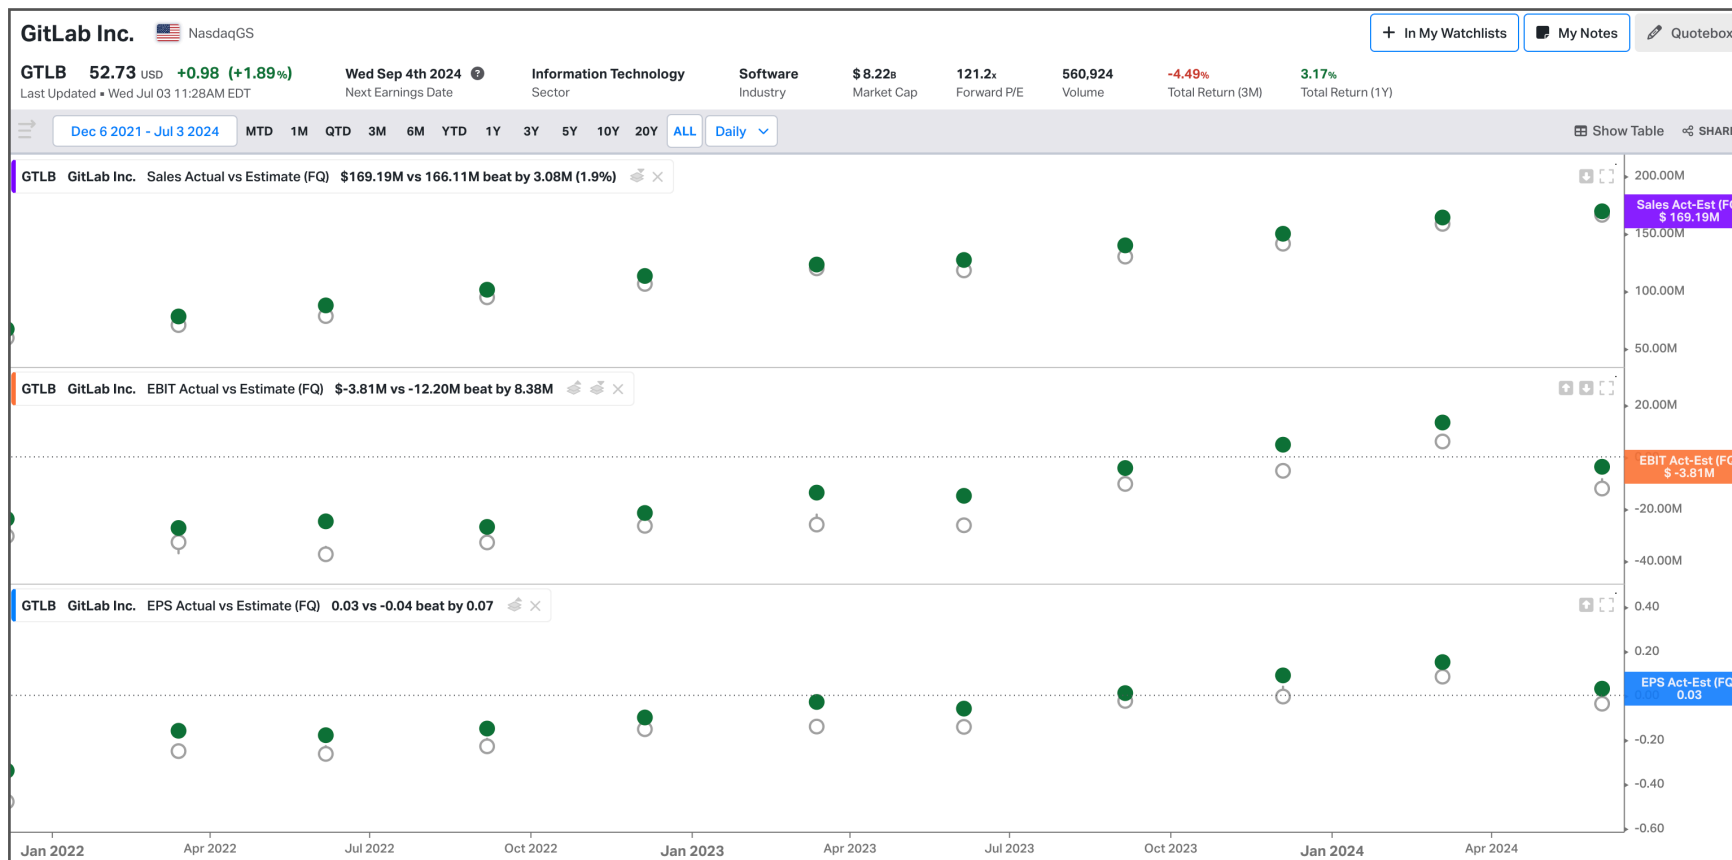 GitLab Inc. NasdaqGS
+ In My Watchlists My Notes Quotebox
GTLB 52.73 USD +0.98 (+1.89%) Wed Sep 4th 2024 ? Information Technology Software $8.22B 121.2x 560,924 -4.49% 3.17%
Last Updated ▪ Wed Jul 03 11:28AM EDT Next Earnings Date Sector Industry Market Cap Forward P/E Volume Total Return (3M) Total Return (1Y)
Dec 6 2021 - Jul 3 2024 MTD 1M QTD 3M 6M YTD 1Y 3Y 5Y 10Y 20Y ALL Daily Show Table SHAR
GTLB GitLab Inc. Sales Actual vs Estimate (FQ) $169.19M vs 166.11M beat by 3.08M (1.9%)
200.00M
Sales Act-Est (FQ
$ 169.19M
150.00M
100.00M
50.00M
GTLB GitLab Inc. EBIT Actual vs Estimate (FQ) $-3.81M vs -12.20M beat by 8.38M
20.00M
EBIT Act-Est (FQ
$ -3.81M
-20.00M
-40.00M
GTLB GitLab Inc. EPS Actual vs Estimate (FQ) 0.03 vs -0.04 beat by 0.07
0.40
0.20
EPS Act-Est (FQ
0.00 0.03
-0.20
-0.40
-0.60
Jan 2022 Apr 2022 Jul 2022 Oct 2022 Jan 2023 Apr 2023 Jul 2023 Oct 2023 Jan 2024 Apr 2024